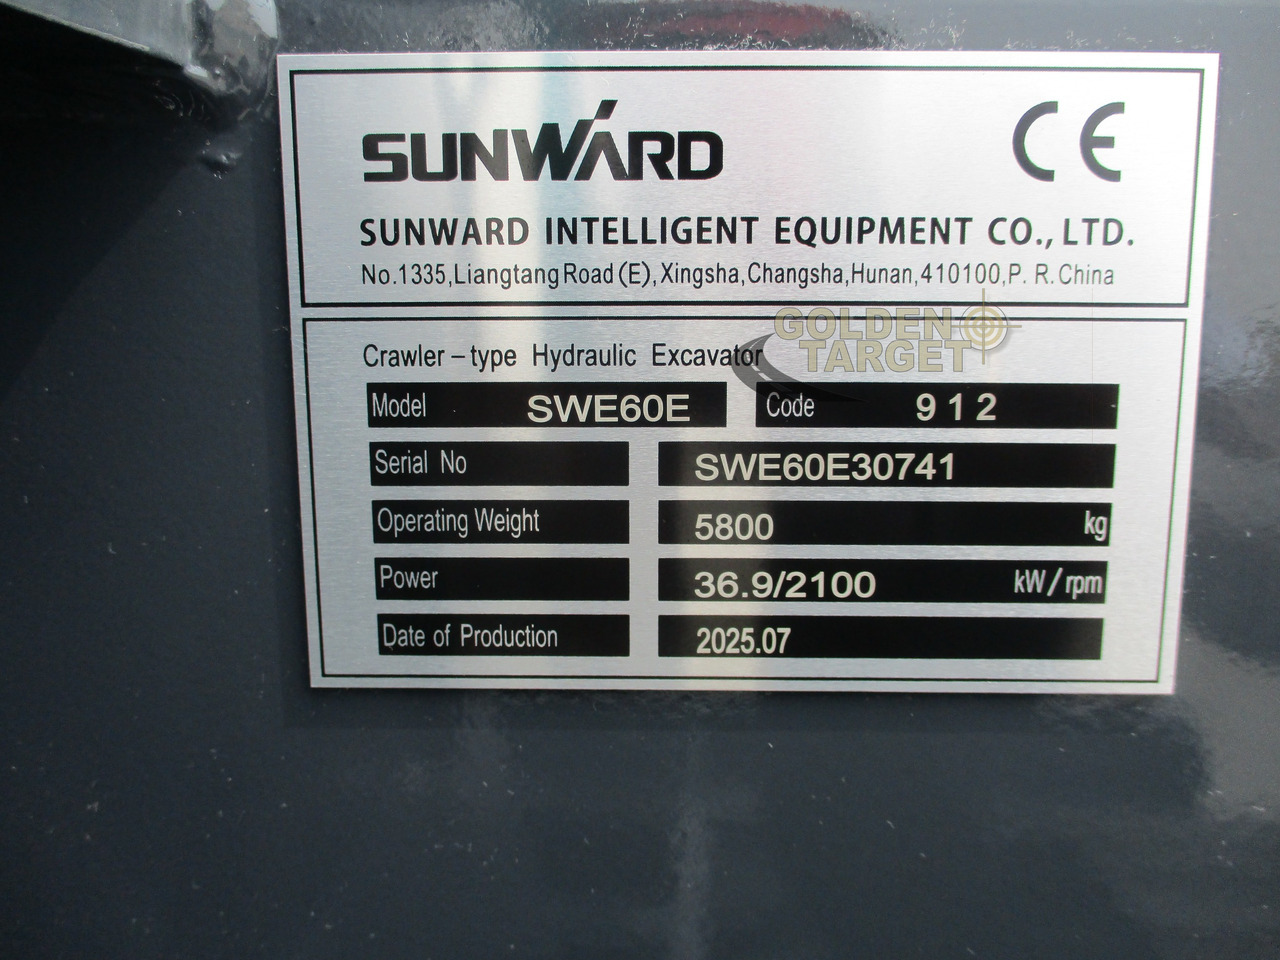 SUNWARD CE
SUNWARD INTELLIGENT EQUIPMENT CO., LTD.
No.1335,Liangtang Road (E), Xingsha,Changsha,Hunan,410100,P. R. China
GOLDEN
TARGET
Crawler-type Hydraulic Excavator
Model SWE60E Code 912
Serial No SWE60E30741
Operating Weight 5800 kg
Power 36.9/2100 kW/rpm
Date of Production 2025.07